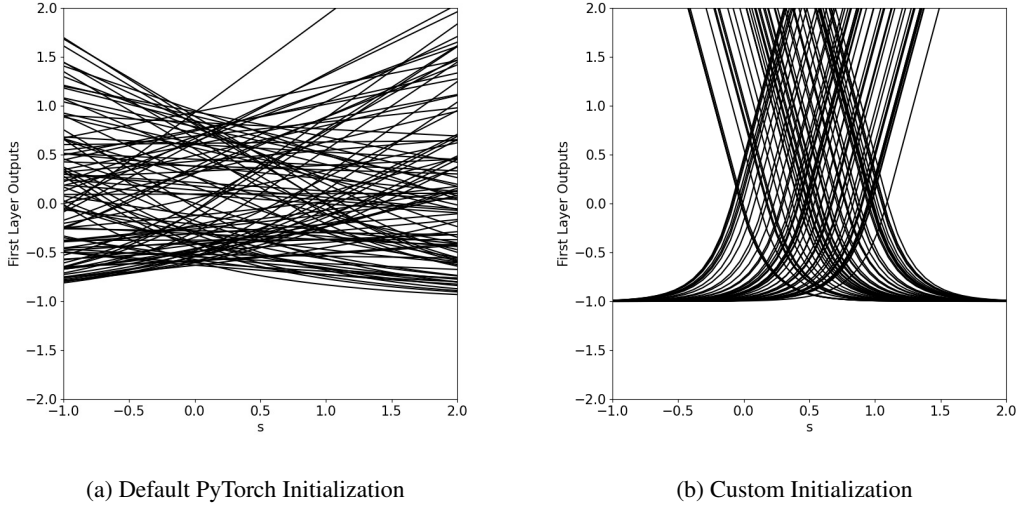 2.0
1.5
1.0
0.5
0.0
−0.5
−1.0
−1.5
−2.0
First Layer Outputs
−1.0 −0.5 0.0 0.5 1.0 1.5 2.0
s
(a) Default PyTorch Initialization
2.0
1.5
1.0
0.5
0.0
−0.5
−1.0
−1.5
−2.0
First Layer Outputs
−1.0 −0.5 0.0 0.5 1.0 1.5 2.0
s
(b) Custom Initialization